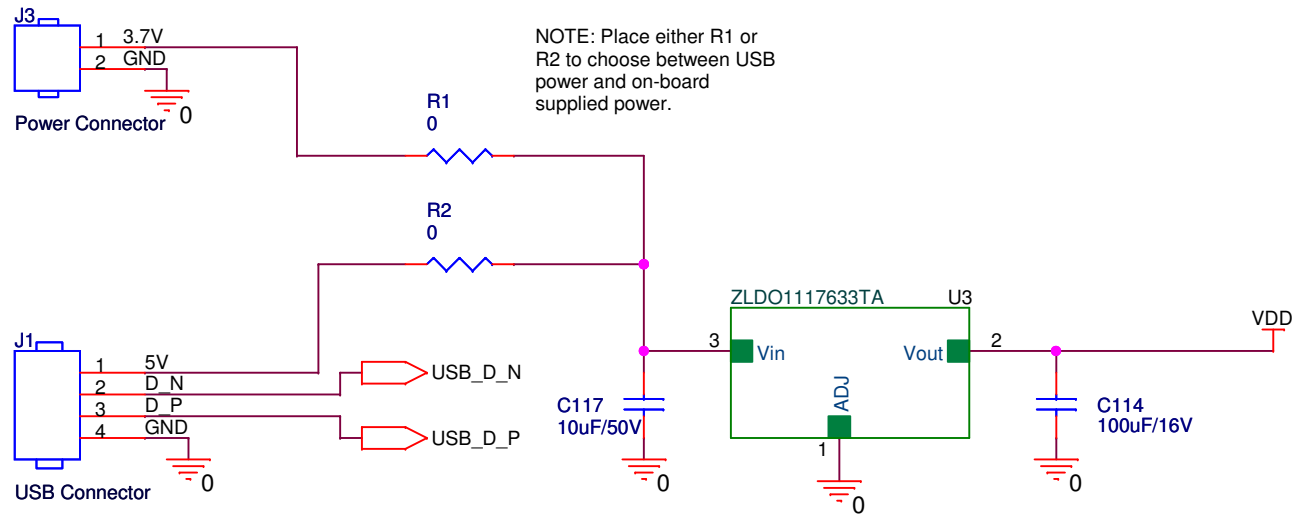 J3
1 3.7V
2 GND
0
Power Connector
NOTE: Place either R1 or
R2 to choose between USB
power and on-board
supplied power.
R1
0
R2
0
J1
1 5V
2 D_N
3 D_P
4 GND
0
USB Connector
USB_D_N
USB_D_P
C117
10uF/50V
0
ZLDO1117633TA U3
3 Vin
Vout 2
ADJ
1
0
VDD
C114
100uF/16V
0